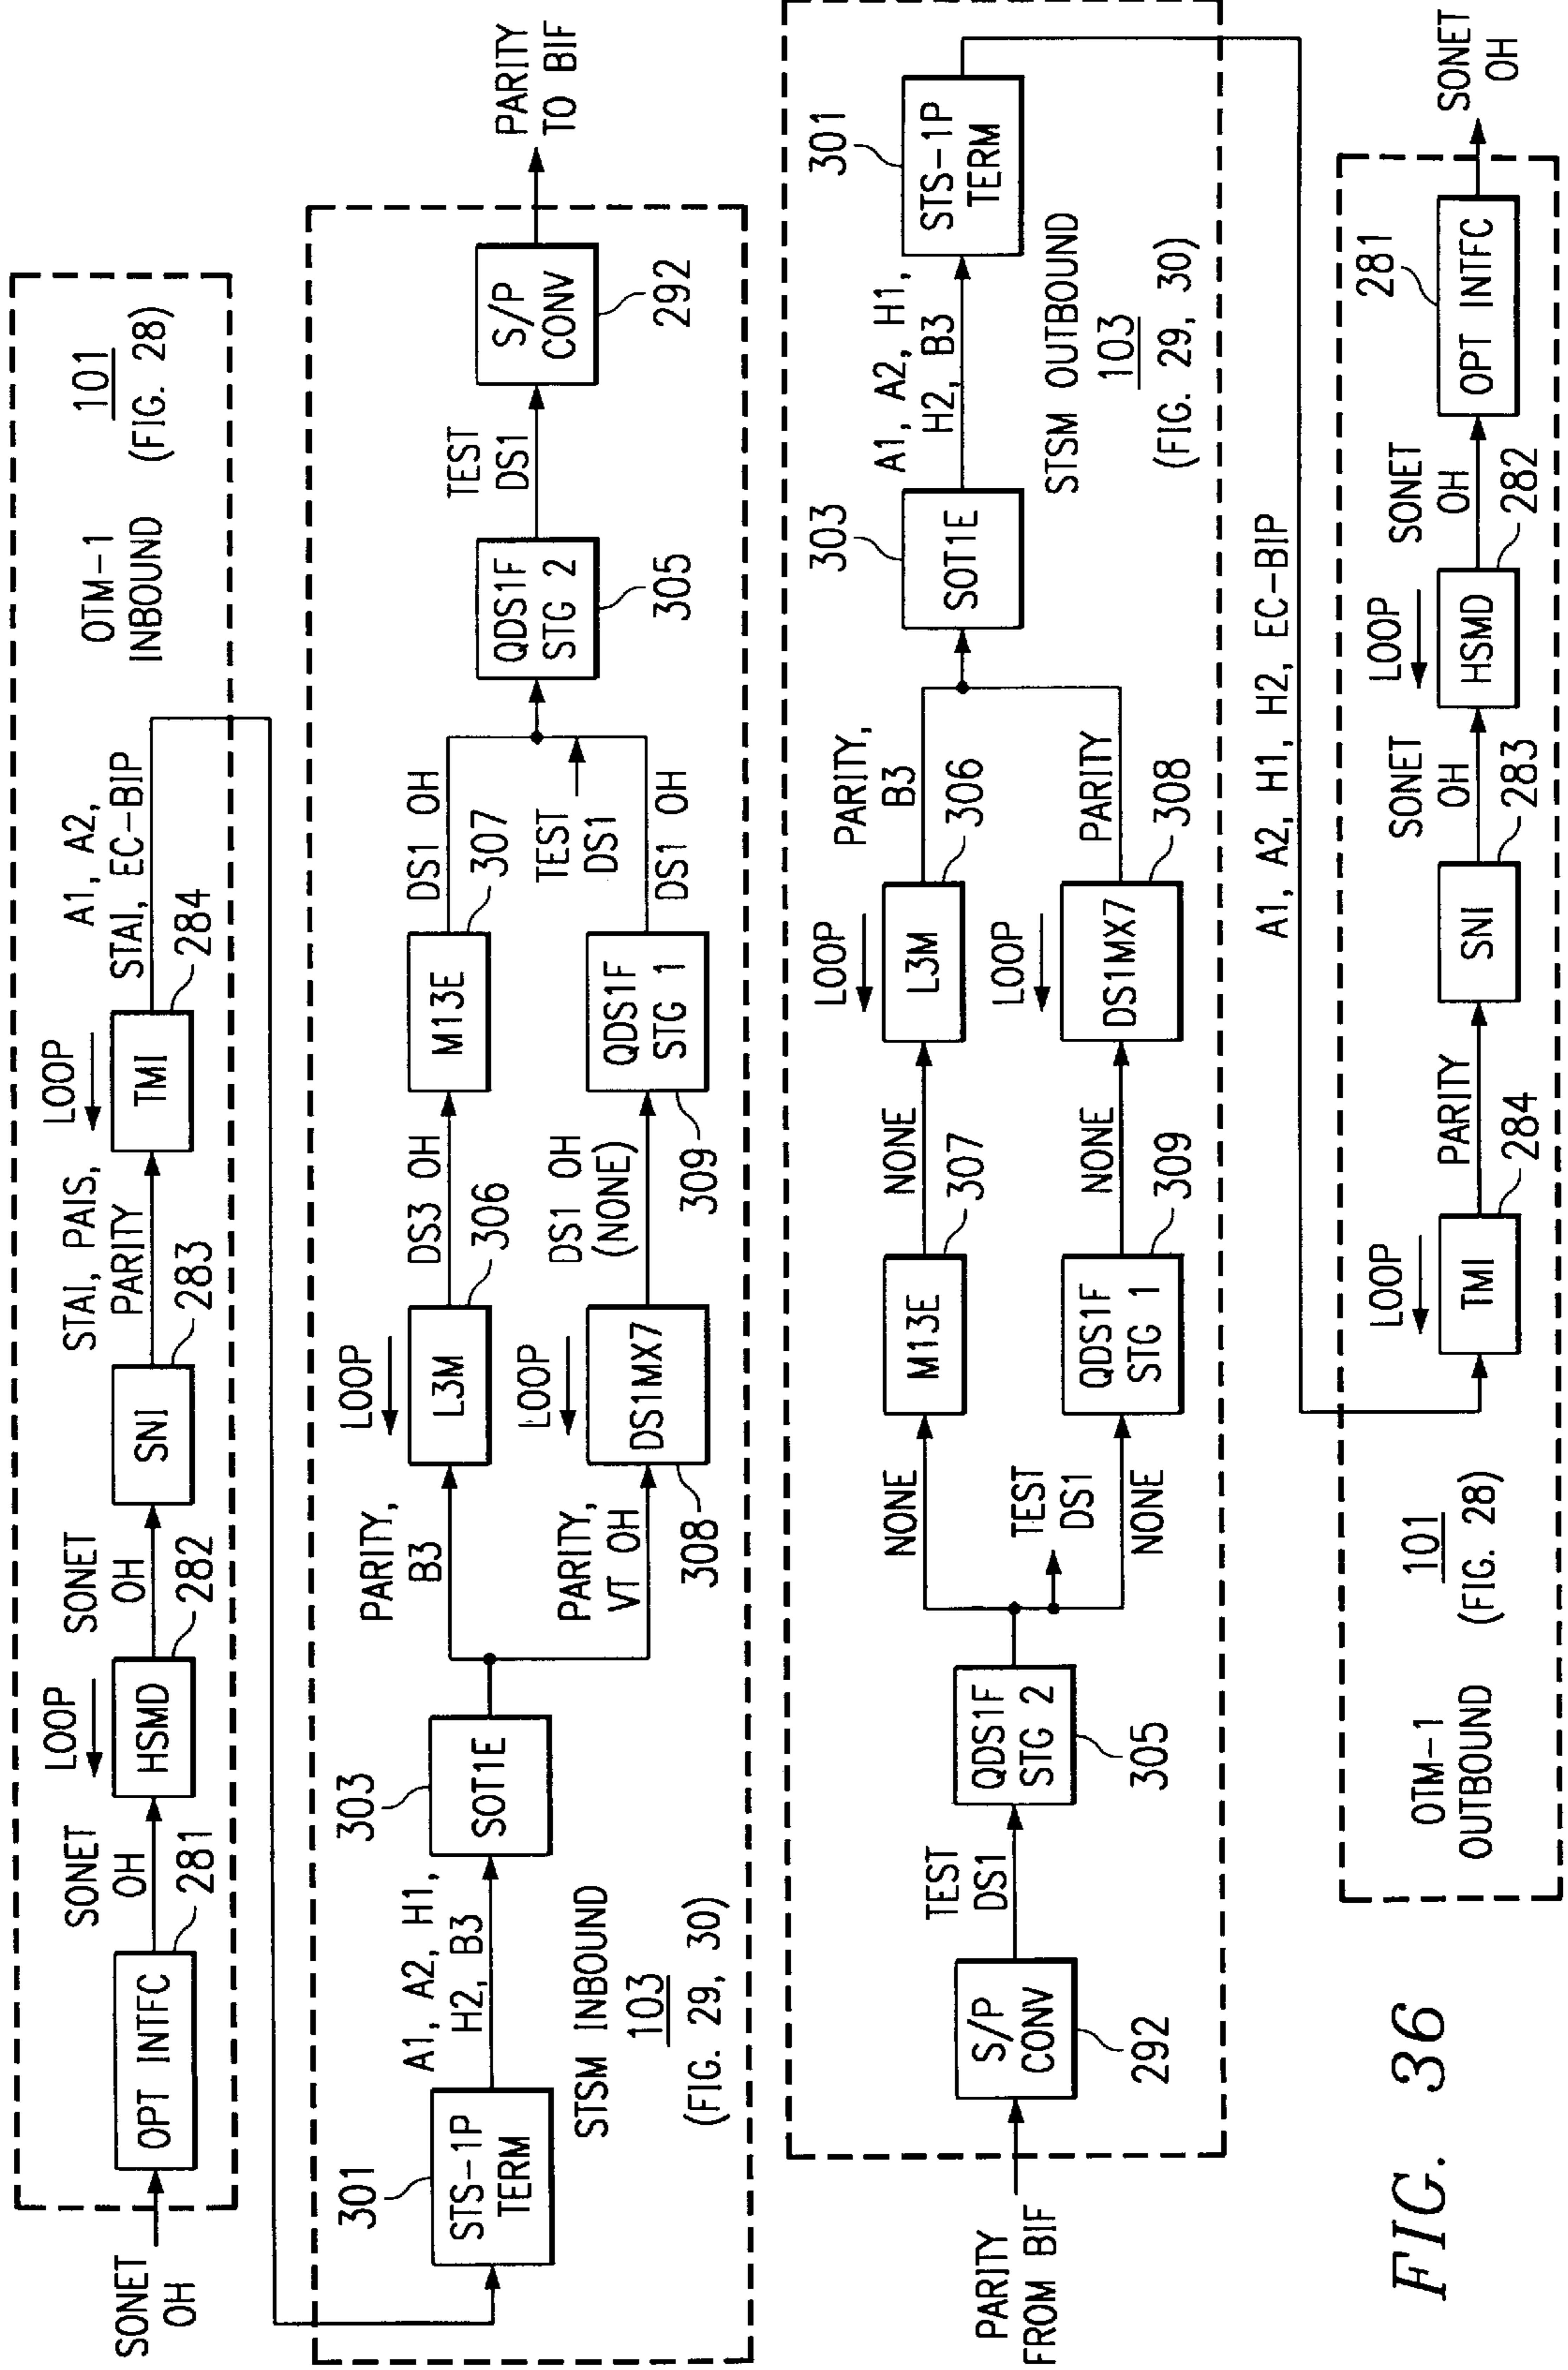 SONET
OH
OPT INTFC
281
SONET
OH
LOOP
HSMD
282
SONET
OH
SNI
283
STAI, PAIS,
PARITY
LOOP
TMI
284
A1, A2,
STAI, EC-BIP
OTM-1
INBOUND
101
(FIG. 28)
301
STS-1P
TERM
A1, A2, H1,
H2, B3
303
SOT1E
STSM INBOUND
103
(FIG. 29, 30)
PARITY,
B3
LOOP
L3M
306
DS3 OH
M13E
307
DS1 OH
PARITY,
VT OH
LOOP
DS1MX7
308
DS1 OH
(NONE)
QDS1F
STG 1
309
DS1 OH
TEST
DS1
QDS1F
STG 2
305
TEST
DS1
S/P
CONV
292
PARITY
TO BIF
PARITY
FROM BIF
S/P
CONV
292
TEST
DS1
QDS1F
STG 2
305
NONE
M13E
307
NONE
LOOP
L3M
306
PARITY,
B3
TEST
DS1
NONE
QDS1F
STG 1
309
NONE
LOOP
DS1MX7
308
PARITY
303
SOT1E
A1, A2, H1,
H2, B3
301
STS-1P
TERM
STSM OUTBOUND
103
(FIG. 29, 30)
A1, A2, H1, H2, EC-BIP
OTM-1
OUTBOUND
101
(FIG. 28)
LOOP
TMI
284
PARITY
SNI
283
SONET
OH
LOOP
HSMD
282
SONET
OH
281
OPT INTFC
SONET
OH
FIG. 36